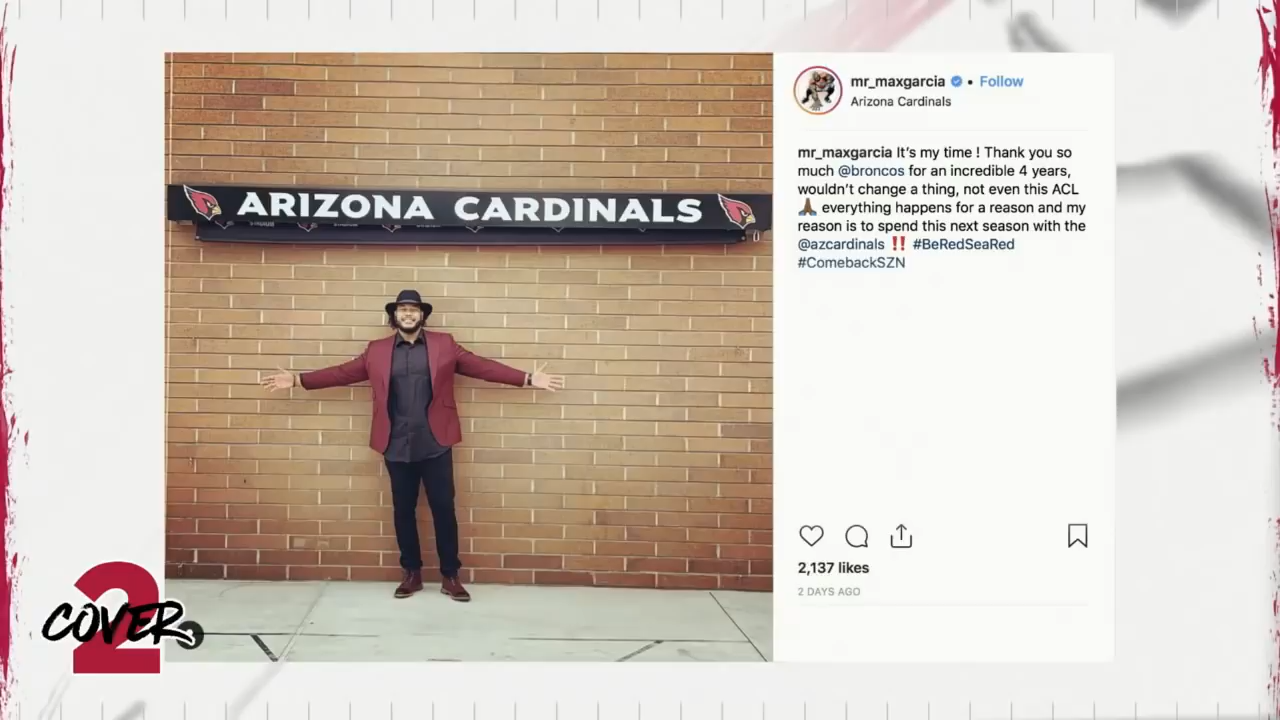 ARIZONA CARDINALS
mr_maxgarcia • Follow
Arizona Cardinals
mr_maxgarcia It's my time ! Thank you so
much @broncos for an incredible 4 years,
wouldn't change a thing, not even this ACL
🙏🏾 everything happens for a reason and my
reason is to spend this next season with the
@azcardinals ‼️ #BeRedSeaRed
#ComebackSZN
2,137 likes
2 DAYS AGO
COVER 2